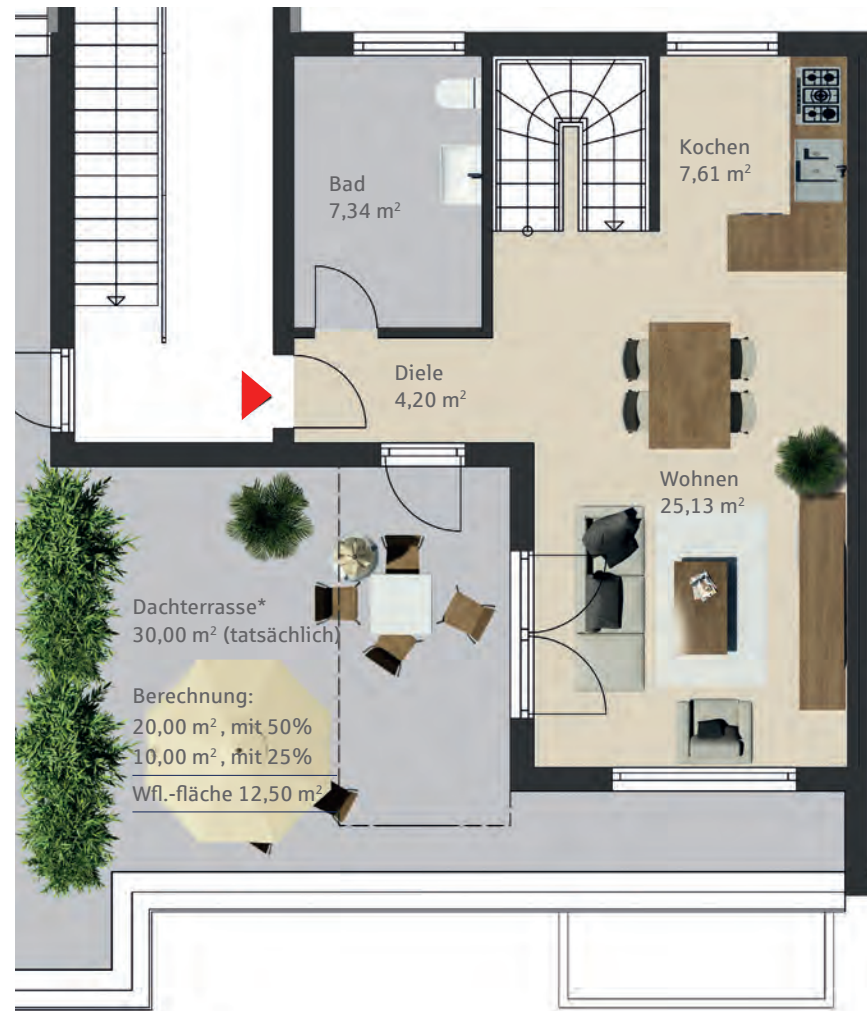 Kochen
7,61 m²
Bad
7,34 m²
Diele
4,20 m²
Wohnen
25,13 m²
Dachterrasse*
30,00 m² (tatsächlich)
Berechnung:
20,00 m² , mit 50%
10,00 m² , mit 25%
Wfl.-fläche 12,50 m²